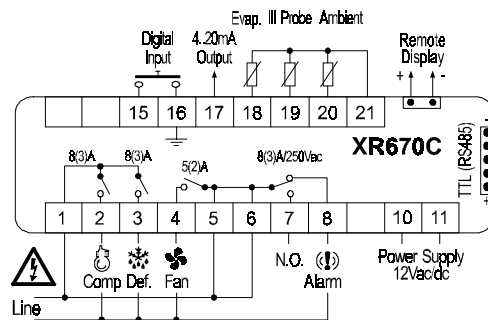 Evap. III Probe Ambient
Digital Input
4..20mA Output
Remote Display
+ -
15 16 17 18 19 20 21
XR670C
TTL (RS485)
+
8(3)A 8(3)A 5(2)A 8(3)A/250Vac
1 2 3 4 5 6 7 8 10 11
Comp Def. Fan N.O. Alarm
Power Supply
12Vac/dc
Line